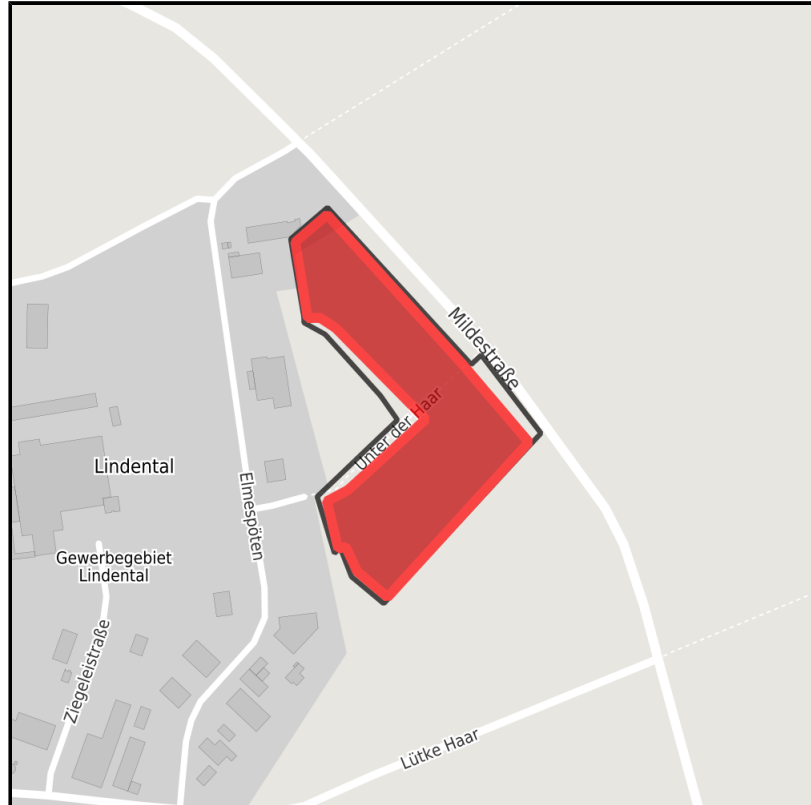 Mildestraße
Unter der Haar
Lindental
Elmespöten
Gewerbegebiet
Lindental
Ziegeleistraße
Lütke Haar